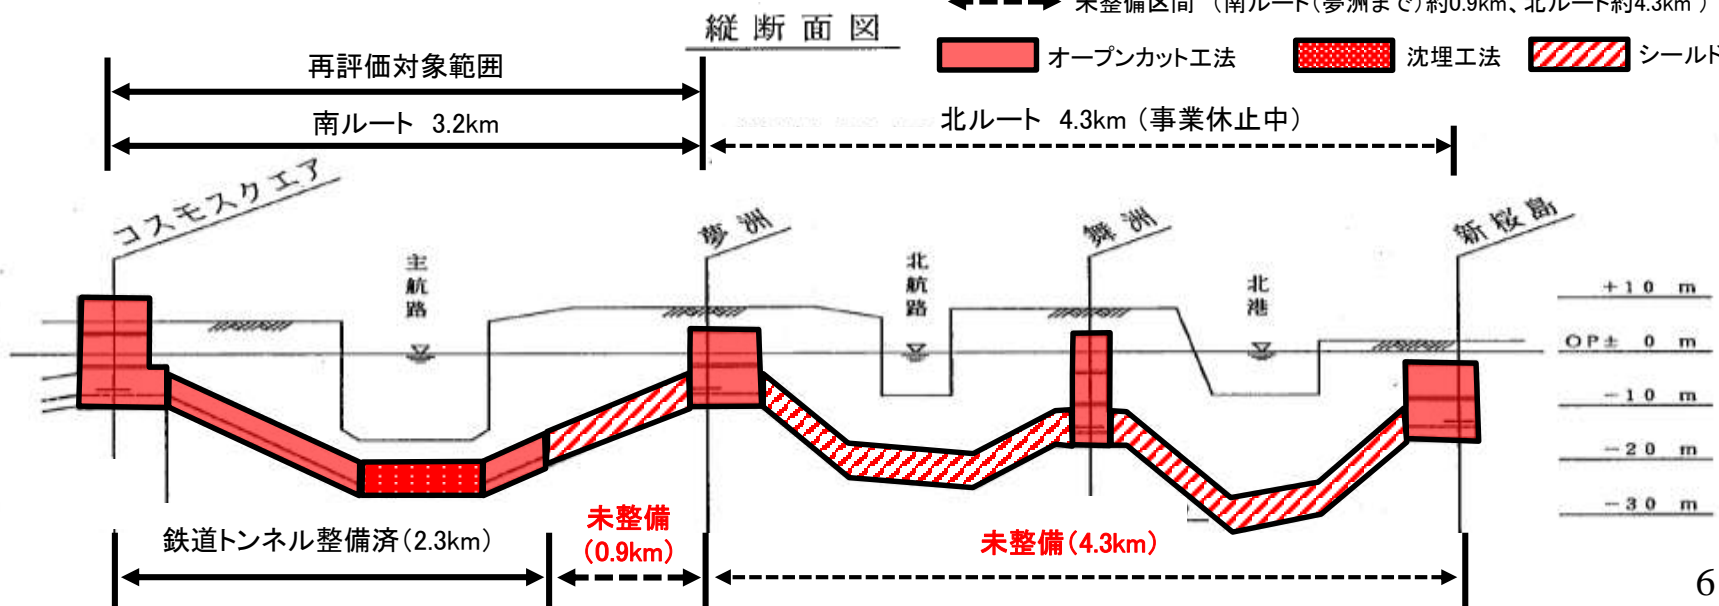 未整備区間 (南ルート(夢洲まで)約0.9km、北ルート約4.3km )
縦断面図
オープンカット工法
沈埋工法
シールド
再評価対象範囲
南ルート 3.2km
北ルート 4.3km (事業休止中)
コスモスクエア
夢洲
舞洲
新桜島
主航路
北航路
北港
+10 m
OP± 0 m
-10 m
-20 m
-30 m
鉄道トンネル整備済(2.3km)
未整備
(0.9km)
未整備(4.3km)
6